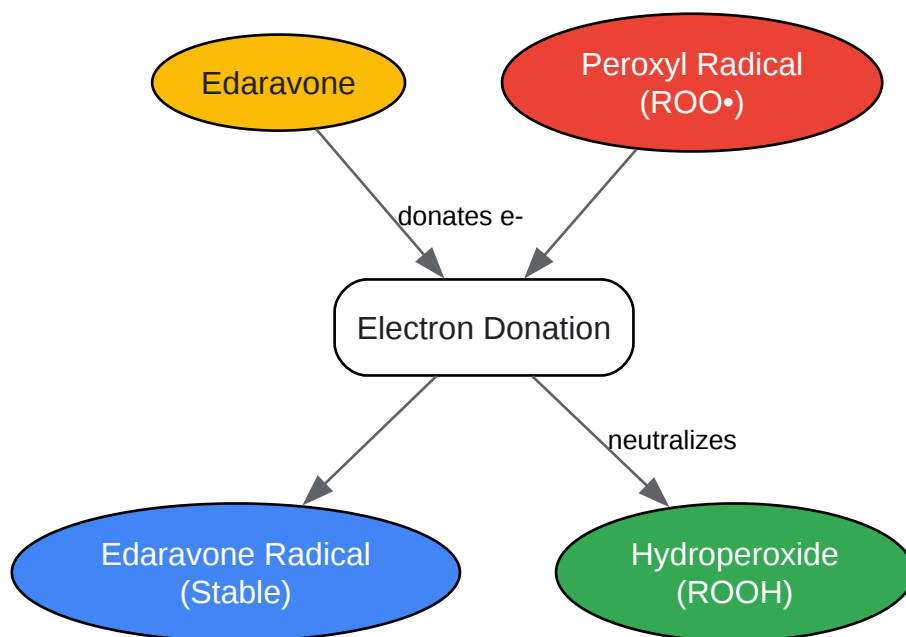 Edaravone
Peroxyl Radical
(ROO•)
donates e-
Electron Donation
neutralizes
Edaravone Radical
(Stable)
Hydroperoxide
(ROOH)